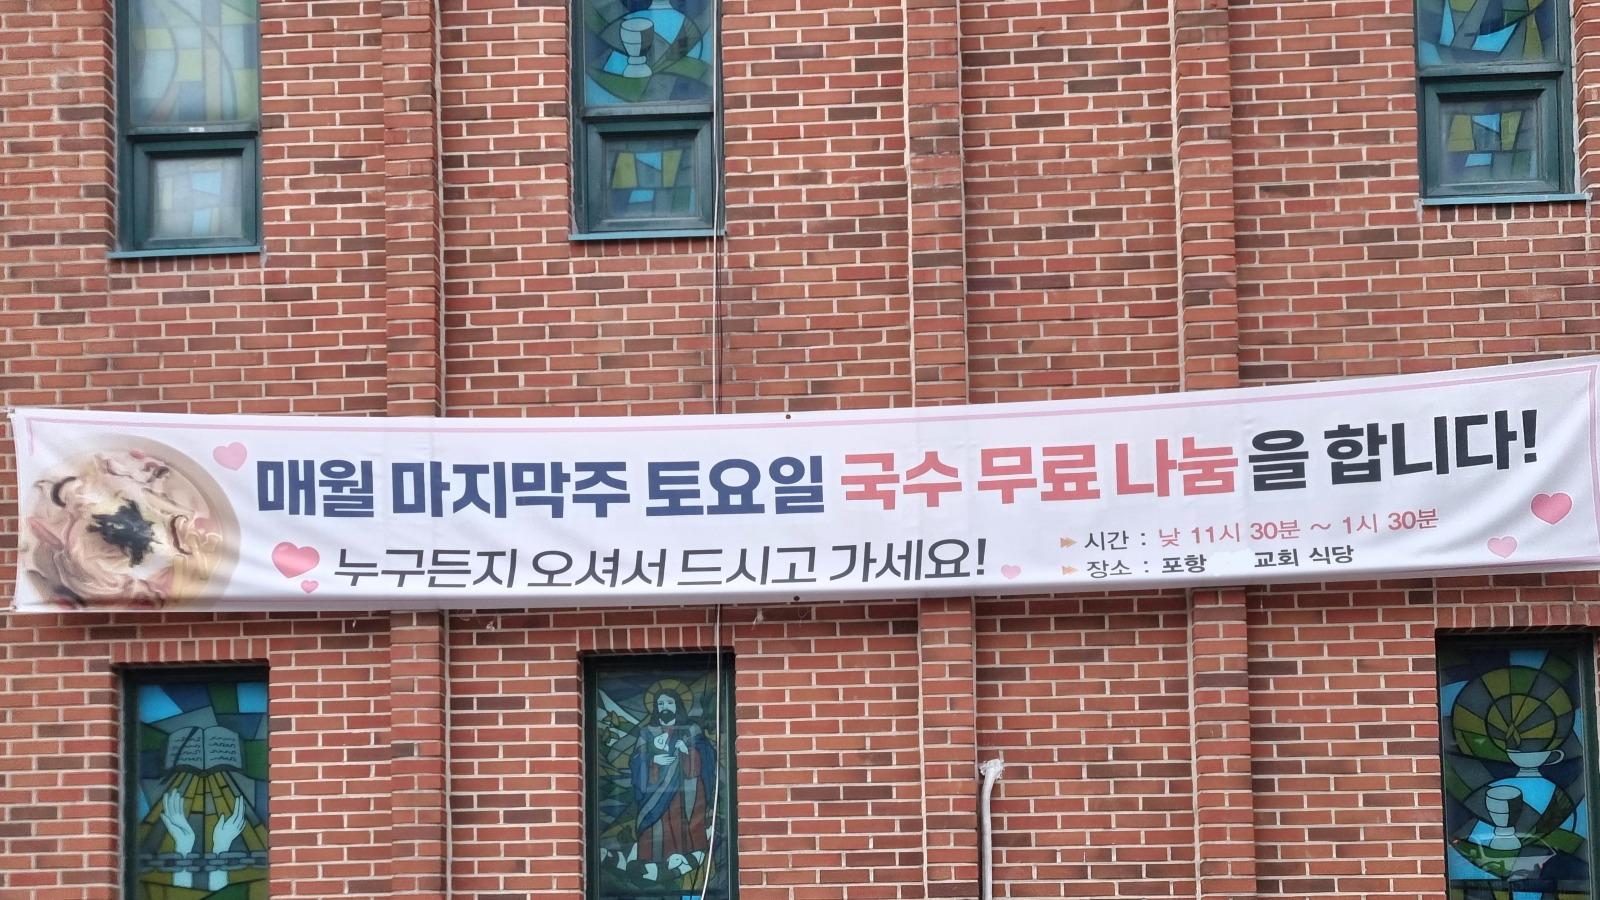 매월 마지막주 토요일 국수 무료 나눔을 합니다!
누구든지 오셔서 드시고 가세요!
시간 : 낮 11시 30분 ~ 1시 30분
장소 : 포항 교회 식당